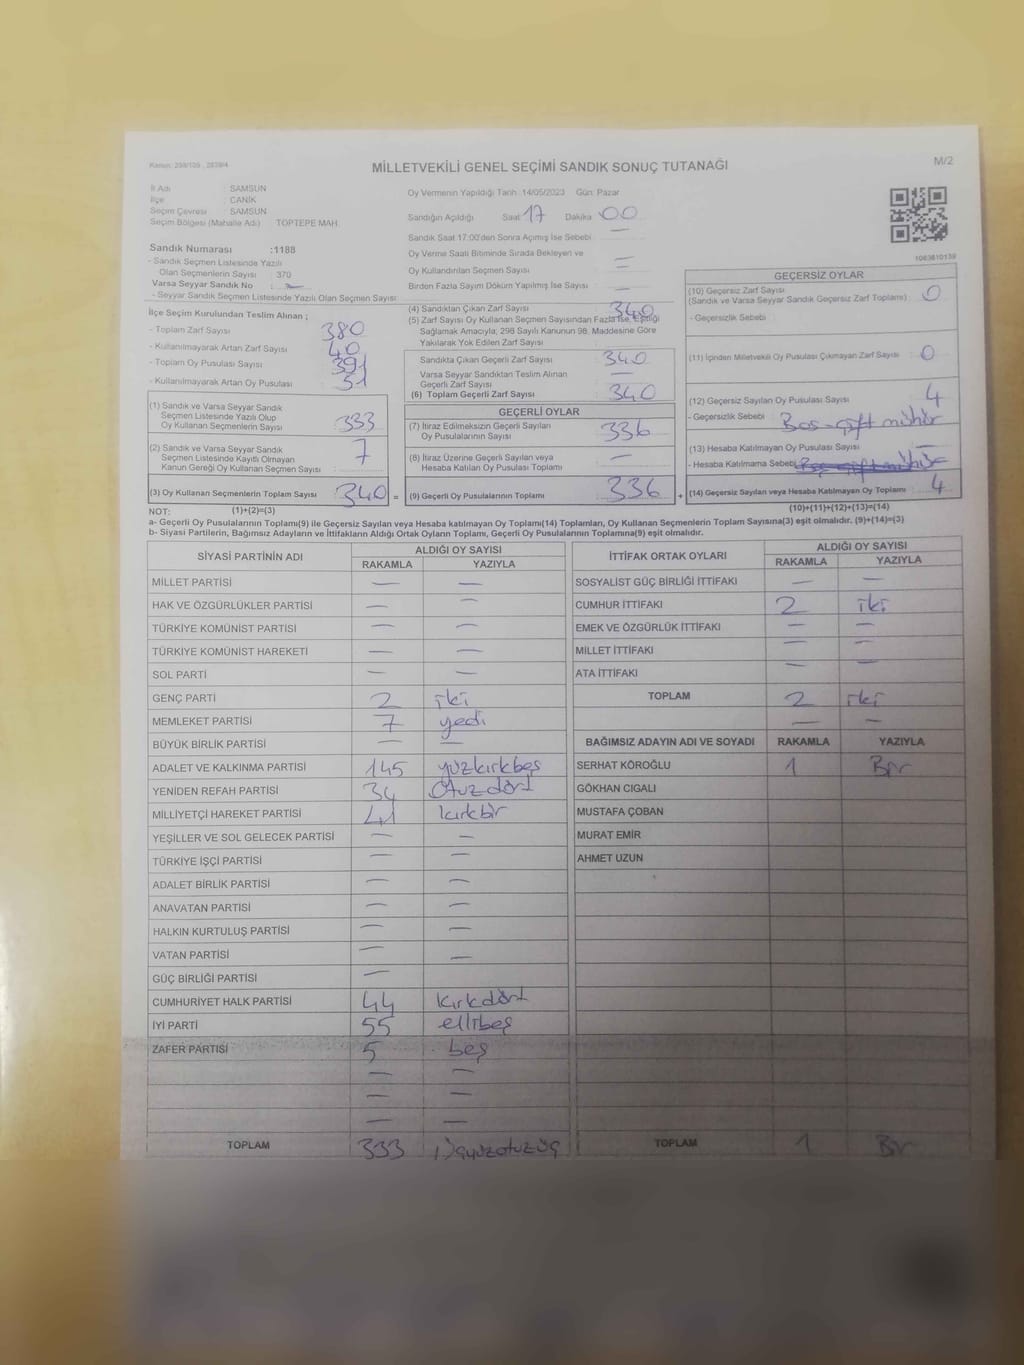 Kanun: 298/105 , 2839/4
MİLLETVEKİLİ GENEL SEÇİMİ SANDIK SONUÇ TUTANAĞI
M/2
İl Adı : SAMSUN
İlçe : CANİK
Seçim Çevresi : SAMSUN
Seçim Bölgesi (Mahalle Adı) : TOPTEPE MAH.
Sandık Numarası :1188
- Sandık Seçmen Listesinde Yazılı
Olan Seçmenlerin Sayısı : 370
Varsa Seyyar Sandık No : —
- Seyyar Sandık Seçmen Listesinde Yazılı Olan Seçmen Sayısı
İlçe Seçim Kurulundan Teslim Alınan ;
- Toplam Zarf Sayısı 380
- Kullanılmayarak Artan Zarf Sayısı 40
- Toplam Oy Pusulası Sayısı 391
- Kullanılmayarak Artan Oy Pusulası : 51
Oy Vermenin Yapıldığı Tarih: 14/05/2023 Gün: Pazar
Sandığın Açıldığı Saat 17 Dakika 00
Sandık Saat 17:00'den Sonra Açımış İse Sebebi : —
Oy Verme Saati Bitiminde Sırada Bekleyen ve —
Oy Kullandırılan Seçmen Sayısı : —
Birden Fazla Sayım Döküm Yapılmış İse Sayısı : —
(4) Sandıktan Çıkan Zarf Sayısı 340
(5) Zarf Sayısı Oy Kullanan Seçmen Sayısından Fazla İse, Eşitliği
Sağlamak Amacıyla; 298 Sayılı Kanunun 98. Maddesine Göre
Yakılarak Yok Edilen Zarf Sayısı :
Sandıkta Çıkan Geçerli Zarf Sayısı : 340
Varsa Seyyar Sandıktan Teslim Alınan
Geçerli Zarf Sayısı : —
(6) Toplam Geçerli Zarf Sayısı : 340
1063610139
GEÇERSİZ OYLAR
(10) Geçersiz Zarf Sayısı
(Sandık ve Varsa Seyyar Sandık Geçersiz Zarf Toplamı) : 0
- Geçersizlik Sebebi :
(11) İçinden Milletvekili Oy Pusulası Çıkmayan Zarf Sayısı : 0
(12) Geçersiz Sayılan Oy Pusulası Sayısı : 4
- Geçersizlik Sebebi : Bos-çift mühür
(13) Hesaba Katılmayan Oy Pusulası Sayısı : —
- Hesaba Katılmama Sebebi
(14) Geçersiz Sayılan veya Hesaba Katılmayan Oy Toplamı : 4
(1) Sandık ve Varsa Seyyar Sandık
Seçmen Listesinde Yazılı Olup
Oy Kullanan Seçmenlerin Sayısı : 333
(2) Sandık ve Varsa Seyyar Sandık
Seçmen Listesinde Kayıtlı Olmayan
Kanun Gereği Oy Kullanan Seçmen Sayısı : 7
(3) Oy Kullanan Seçmenlerin Toplam Sayısı : 340 =
GEÇERLİ OYLAR
(7) İtiraz Edilmeksizin Geçerli Sayılan
Oy Pusulalarının Sayısı : 336
(8) İtiraz Üzerine Geçerli Sayılan veya
Hesaba Katılan Oy Pusulası Toplamı : —
(9) Geçerli Oy Pusulalarının Toplamı : 336 +
NOT: (1)+(2)=(3) (10)+(11)+(12)+(13)=(14)
a- Geçerli Oy Pusulalarının Toplamı(9) ile Geçersiz Sayılan veya Hesaba katılmayan Oy Toplamı(14) Toplamları, Oy Kullanan Seçmenlerin Toplam Sayısına(3) eşit olmalıdır. (9)+(14)=(3)
b- Siyasi Partilerin, Bağımsız Adayların ve İttifakların Aldığı Ortak Oyların Toplamı, Geçerli Oy Pusulalarının Toplamına(9) eşit olmalıdır.
SİYASİ PARTİNİN ADI ALDIĞI OY SAYISI
RAKAMLA YAZIYLA
MİLLET PARTİSİ — —
HAK VE ÖZGÜRLÜKLER PARTİSİ — —
TÜRKİYE KOMÜNİST PARTİSİ — —
TÜRKİYE KOMÜNİST HAREKETİ — —
SOL PARTİ — —
GENÇ PARTİ 2 iki
MEMLEKET PARTİSİ 7 yedi
BÜYÜK BİRLİK PARTİSİ — —
ADALET VE KALKINMA PARTİSİ 145 yüzkırkbeş
YENİDEN REFAH PARTİSİ 34 Otuzdört
MİLLİYETÇİ HAREKET PARTİSİ 41 kırkbir
YEŞİLLER VE SOL GELECEK PARTİSİ — —
TÜRKİYE İŞÇİ PARTİSİ — —
ADALET BİRLİK PARTİSİ — —
ANAVATAN PARTİSİ — —
HALKIN KURTULUŞ PARTİSİ — —
VATAN PARTİSİ — —
GÜÇ BİRLİĞİ PARTİSİ —
CUMHURİYET HALK PARTİSİ 44 kırkdört
İYİ PARTİ 55 ellibeş
ZAFER PARTİSİ 5 beş
— —
— —
— —
TOPLAM 333 Üçyüzotuzüç
İTTİFAK ORTAK OYLARI ALDIĞI OY SAYISI
RAKAMLA YAZIYLA
SOSYALİST GÜÇ BİRLİĞİ İTTİFAKI — —
CUMHUR İTTİFAKI 2 iki
EMEK VE ÖZGÜRLÜK İTTİFAKI — —
MİLLET İTTİFAKI — —
ATA İTTİFAKI — —
TOPLAM 2 iki
— —
BAĞIMSIZ ADAYIN ADI VE SOYADI RAKAMLA YAZIYLA
SERHAT KÖROĞLU 1 Bir
GÖKHAN CIGALI
MUSTAFA ÇOBAN
MURAT EMİR
AHMET UZUN
TOPLAM 1 Bir